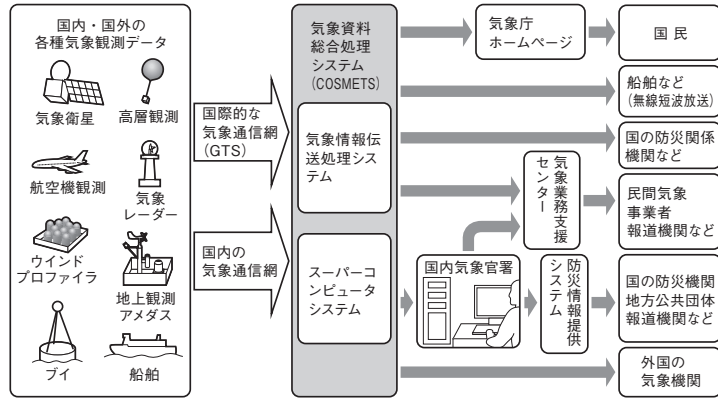 国内・国外の
各種気象観測データ
気象衛星
高層観測
航空機観測
気象
レーダー
ウインド
プロファイラ
地上観測
アメダス
ブイ
船舶
国際的な
気象通信網
(GTS)
国内の
気象通信網
気象資料
総合処理
システム
(COSMETS)
気象情報伝
送処理シス
テム
スーパーコ
ンピュータ
システム
気象庁
ホームページ
国民
船舶など
(無線短波放送)
国の防災関係
機関など
気象業務支援
センター
民間気象
事業者
報道機関など
国内気象官署
防災情報提供
システム
国の防災機関
地方公共団体
報道機関など
外国の
気象機関